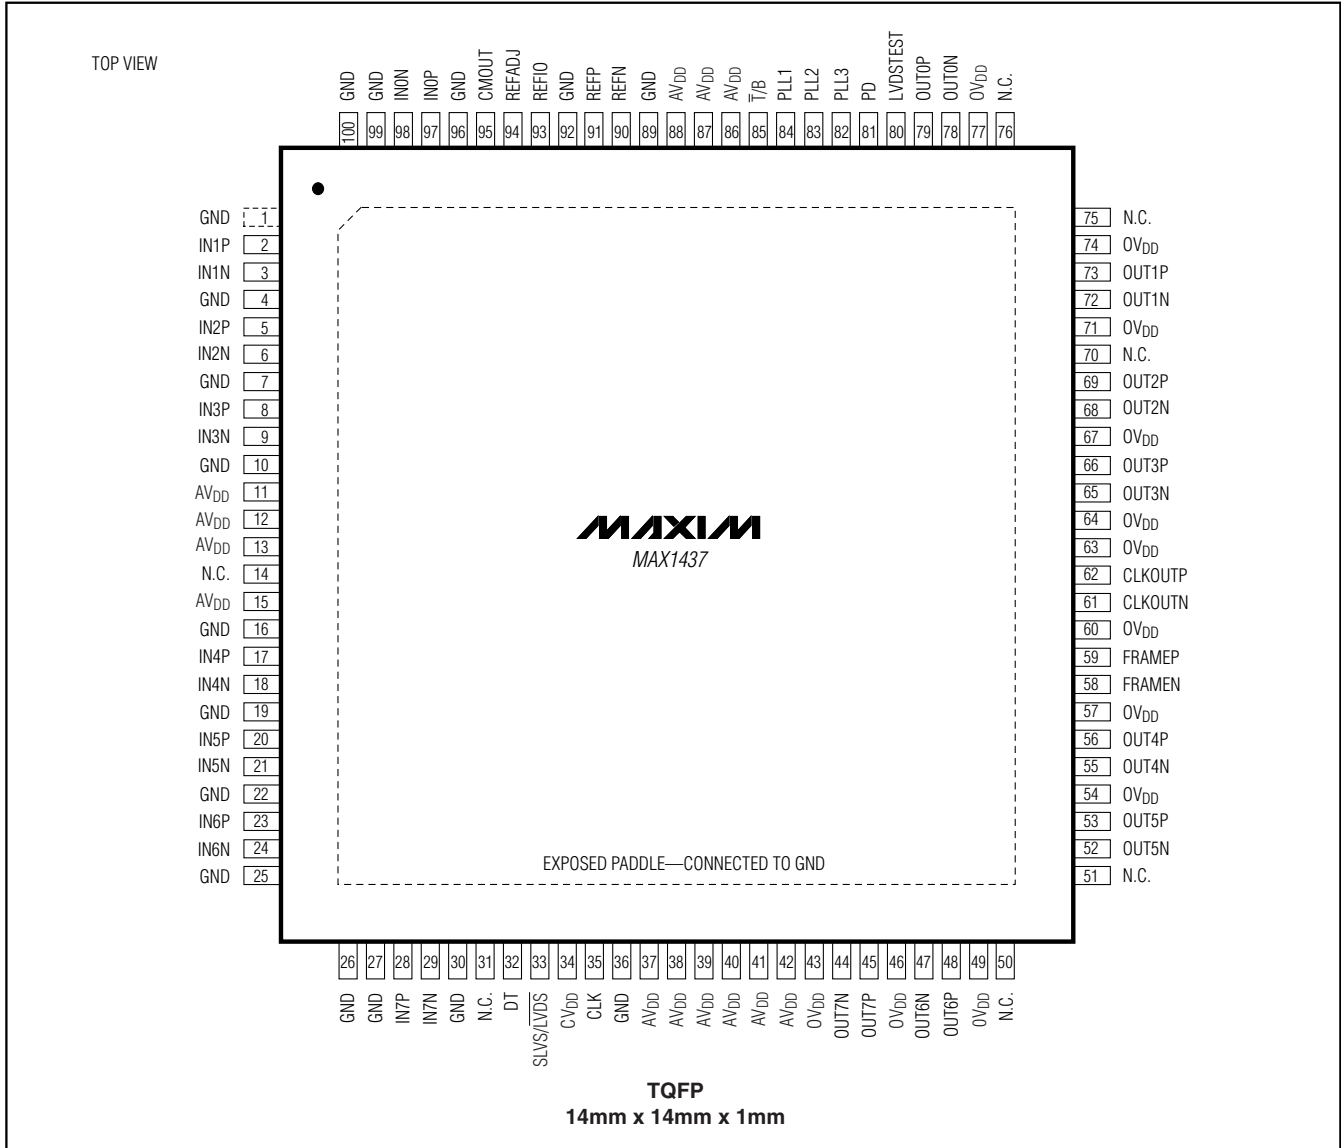 TOP VIEW
GND
GND
IN0N
IN0P
GND
CMOUT
REFADJ
REFIO
GND
REFP
REFN
GND
AVDD
AVDD
AVDD
T̅/B
PLL1
PLL2
PLL3
PD
LVDSTEST
OUT0P
OUT0N
OVDD
N.C.
100 99 98 97 96 95 94 93 92 91 90 89 88 87 86 85 84 83 82 81 80 79 78 77 76
GND 1
IN1P 2
IN1N 3
GND 4
IN2P 5
IN2N 6
GND 7
IN3P 8
IN3N 9
GND 10
AVDD 11
AVDD 12
AVDD 13
N.C. 14
AVDD 15
GND 16
IN4P 17
IN4N 18
GND 19
IN5P 20
IN5N 21
GND 22
IN6P 23
IN6N 24
GND 25
MAXIM
MAX1437
EXPOSED PADDLE—CONNECTED TO GND
75 N.C.
74 OVDD
73 OUT1P
72 OUT1N
71 OVDD
70 N.C.
69 OUT2P
68 OUT2N
67 OVDD
66 OUT3P
65 OUT3N
64 OVDD
63 OVDD
62 CLKOUTP
61 CLKOUTN
60 OVDD
59 FRAMEP
58 FRAMEN
57 OVDD
56 OUT4P
55 OUT4N
54 OVDD
53 OUT5P
52 OUT5N
51 N.C.
26 27 28 29 30 31 32 33 34 35 36 37 38 39 40 41 42 43 44 45 46 47 48 49 50
GND
GND
IN7P
IN7N
GND
N.C.
DT
SLVS/L̅V̅D̅S̅
CVDD
CLK
GND
AVDD
AVDD
AVDD
AVDD
AVDD
AVDD
OVDD
OUT7N
OUT7P
OVDD
OUT6N
OUT6P
OVDD
N.C.
TQFP
14mm x 14mm x 1mm